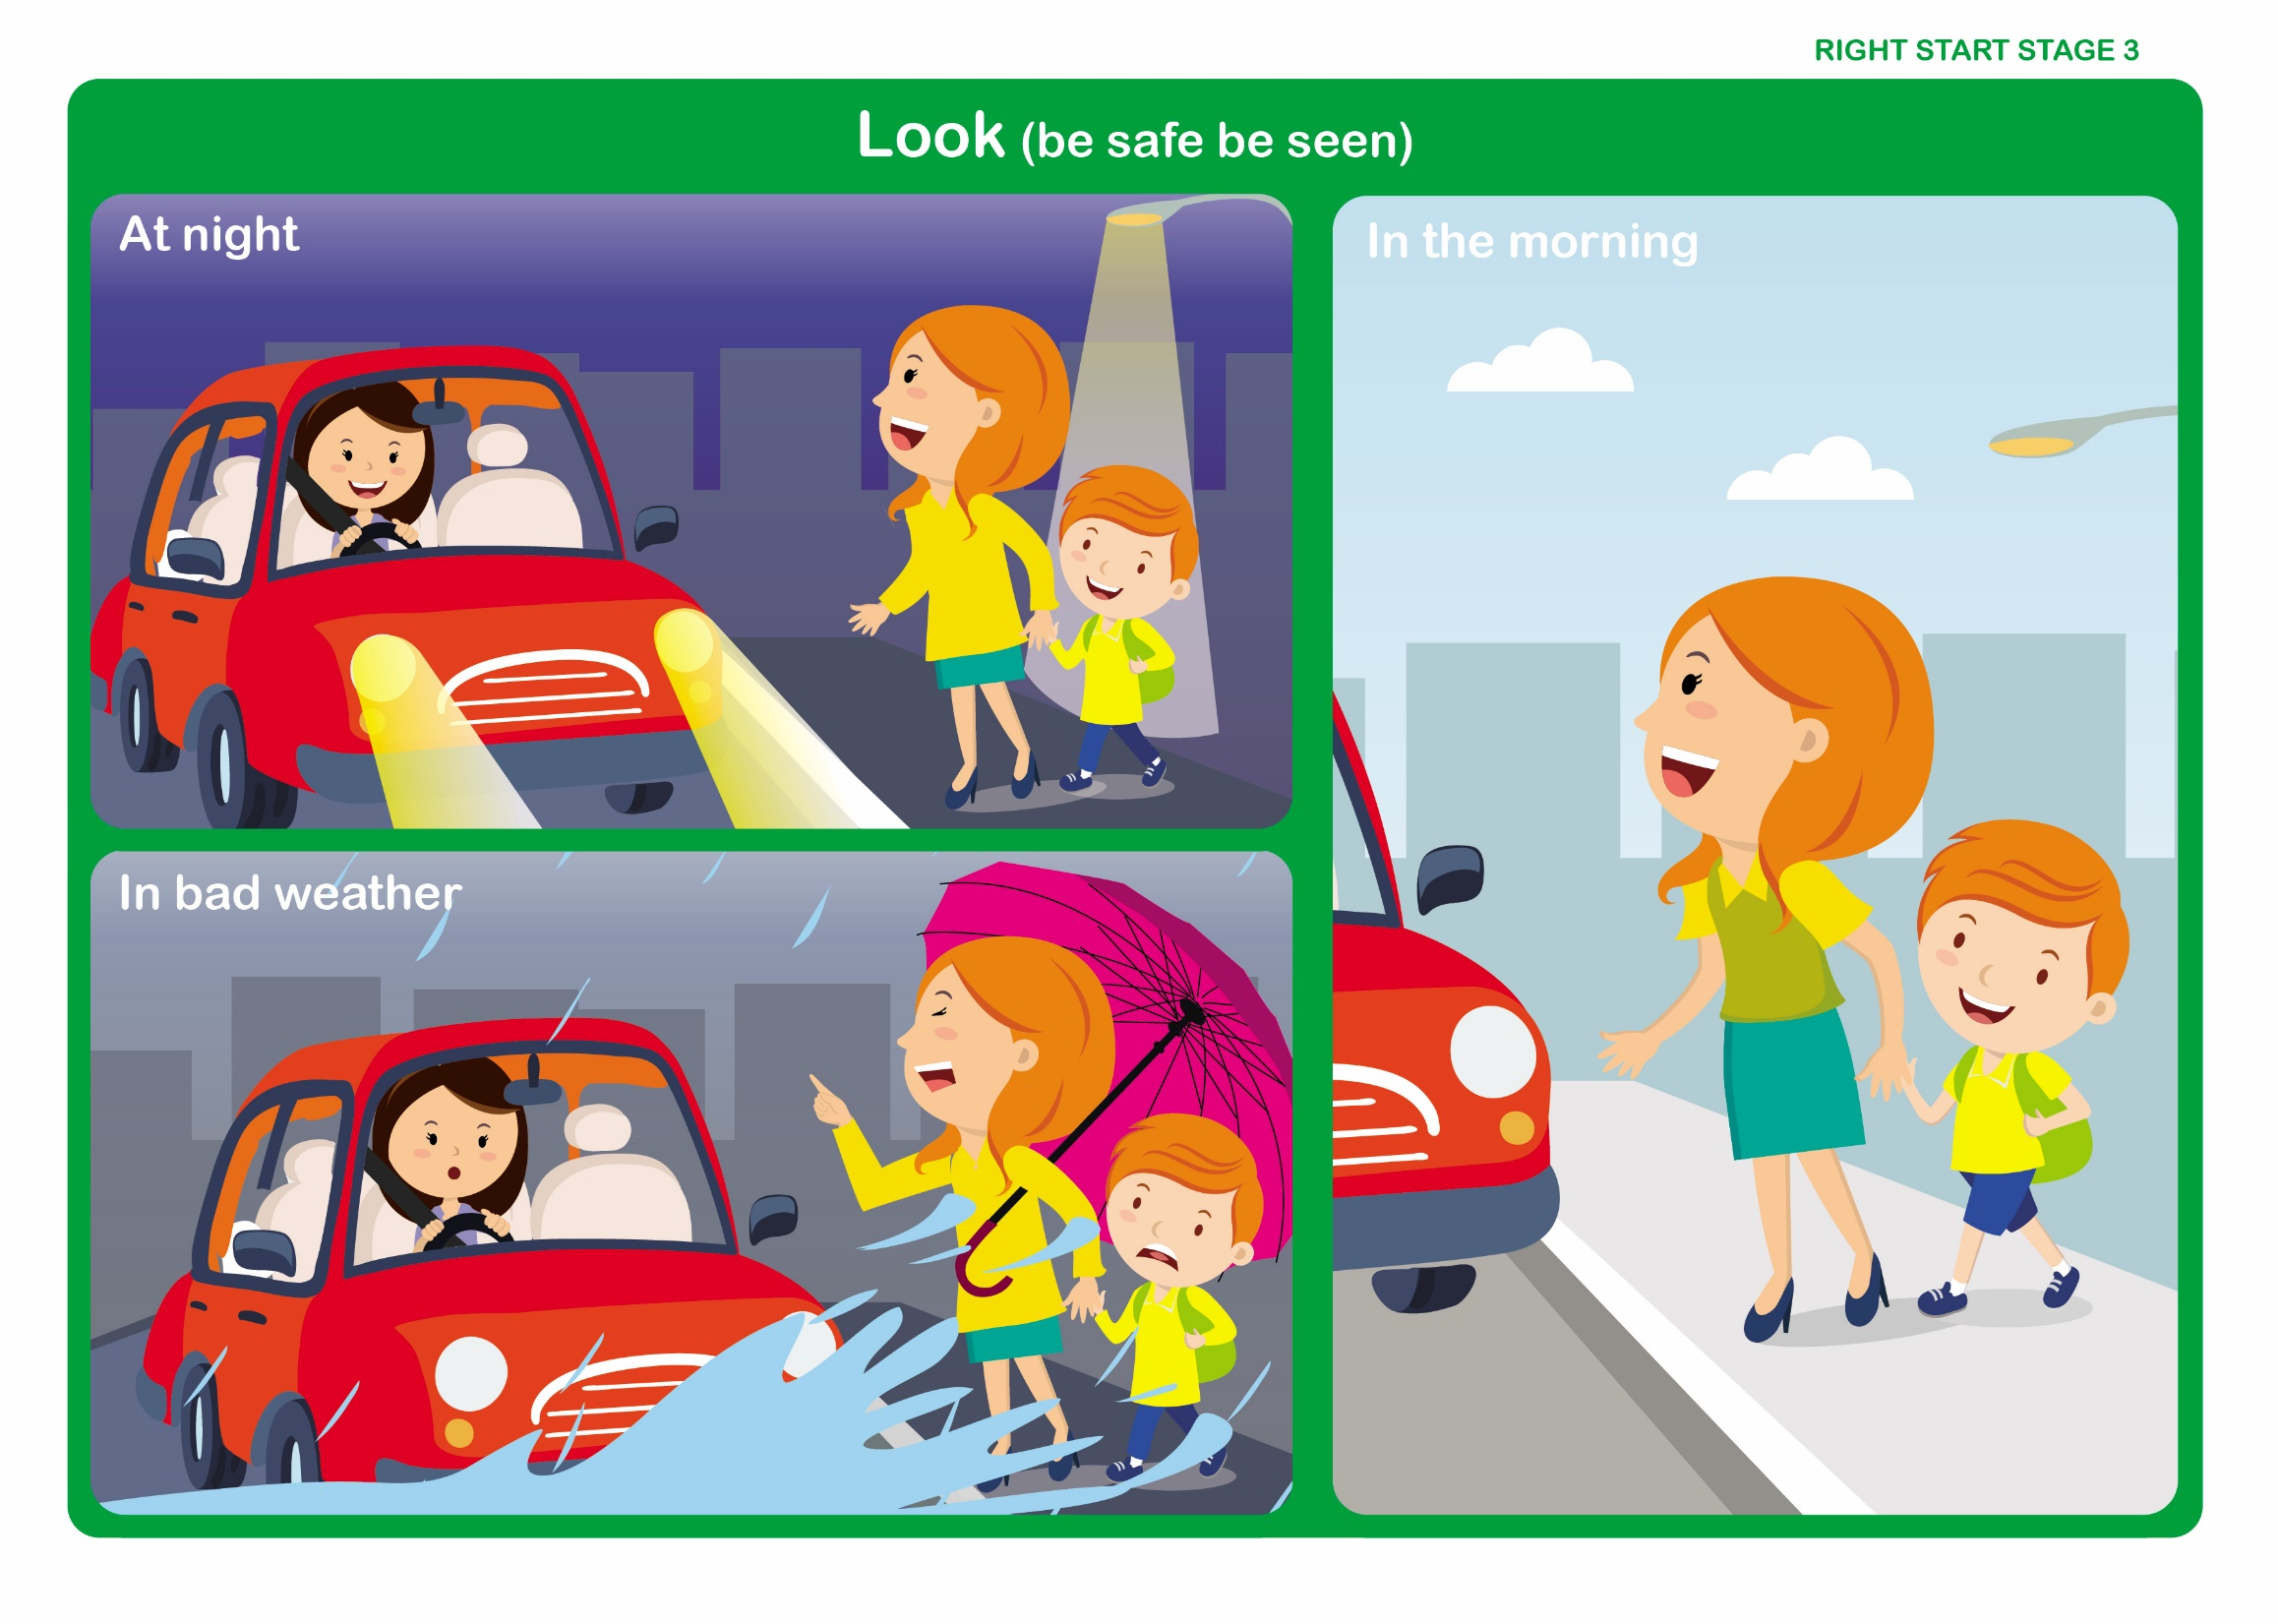 RIGHT START STAGE 3
Look (be safe be seen)
At night
In the morning
In bad weather